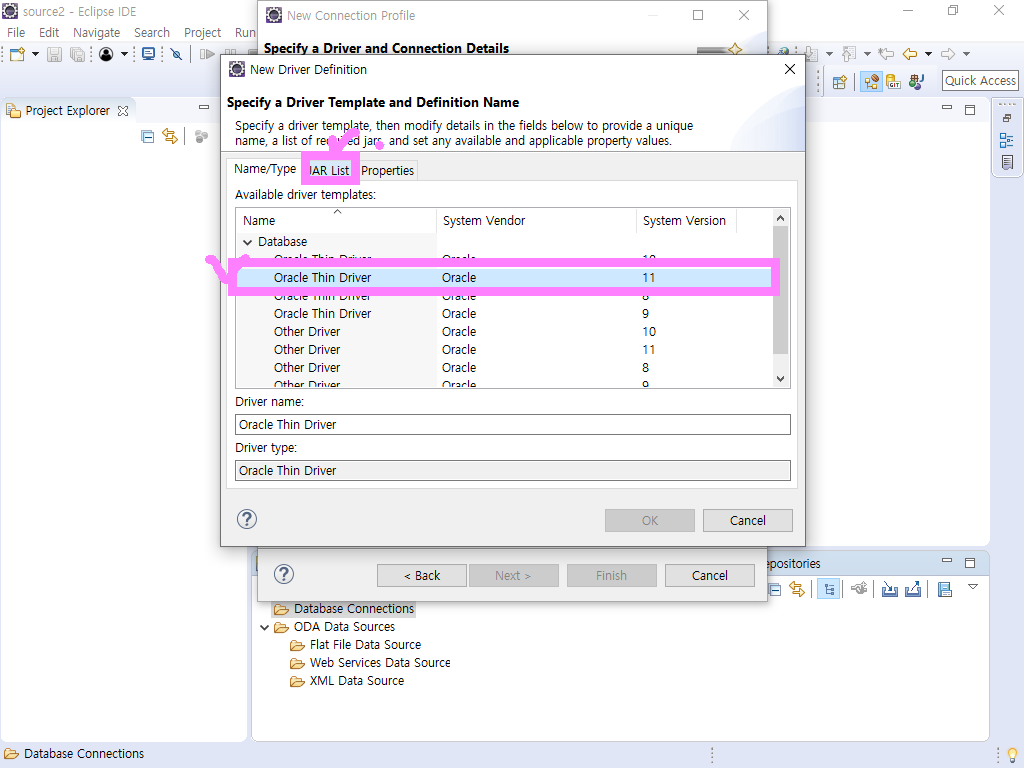 source2 - Eclipse IDE
File Edit Navigate Search Project Run
New Connection Profile
Specify a Driver and Connection Details
Quick Access
Project Explorer
New Driver Definition
Specify a Driver Template and Definition Name
Specify a driver template, then modify details in the fields below to provide a unique
name, a list of required jars, and set any available and applicable property values.
Name/Type JAR List Properties
Available driver templates:
Name System Vendor System Version
Database
Oracle Thin Driver Oracle 10
Oracle Thin Driver Oracle 11
Oracle Thin Driver Oracle 8
Oracle Thin Driver Oracle 9
Other Driver Oracle 10
Other Driver Oracle 11
Other Driver Oracle 8
Other Driver Oracle 9
Driver name:
Oracle Thin Driver
Driver type:
Oracle Thin Driver
OK Cancel
epositories
< Back Next > Finish Cancel
Database Connections
ODA Data Sources
Flat File Data Source
Web Services Data Source
XML Data Source
Database Connections